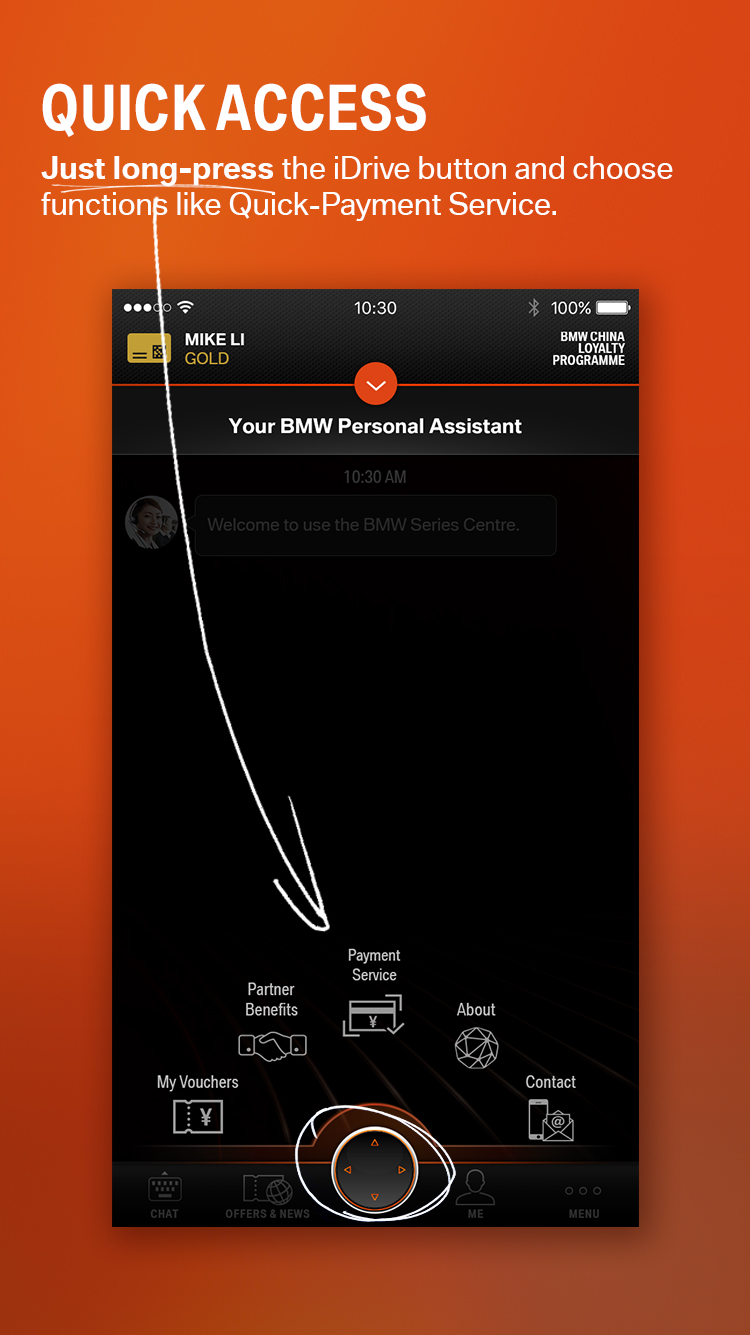 QUICK ACCESS
Just long-press the iDrive button and choose
functions like Quick-Payment Service.
10:30
100%
MIKE LI
GOLD
BMW CHINA
LOYALTY
PROGRAMME
Your BMW Personal Assistant
10:30 AM
Welcome to use the BMW Series Centre.
Payment
Service
¥
Partner
Benefits
About
My Vouchers
¥
Contact
@
CHAT
OFFERS & NEWS
ME
MENU